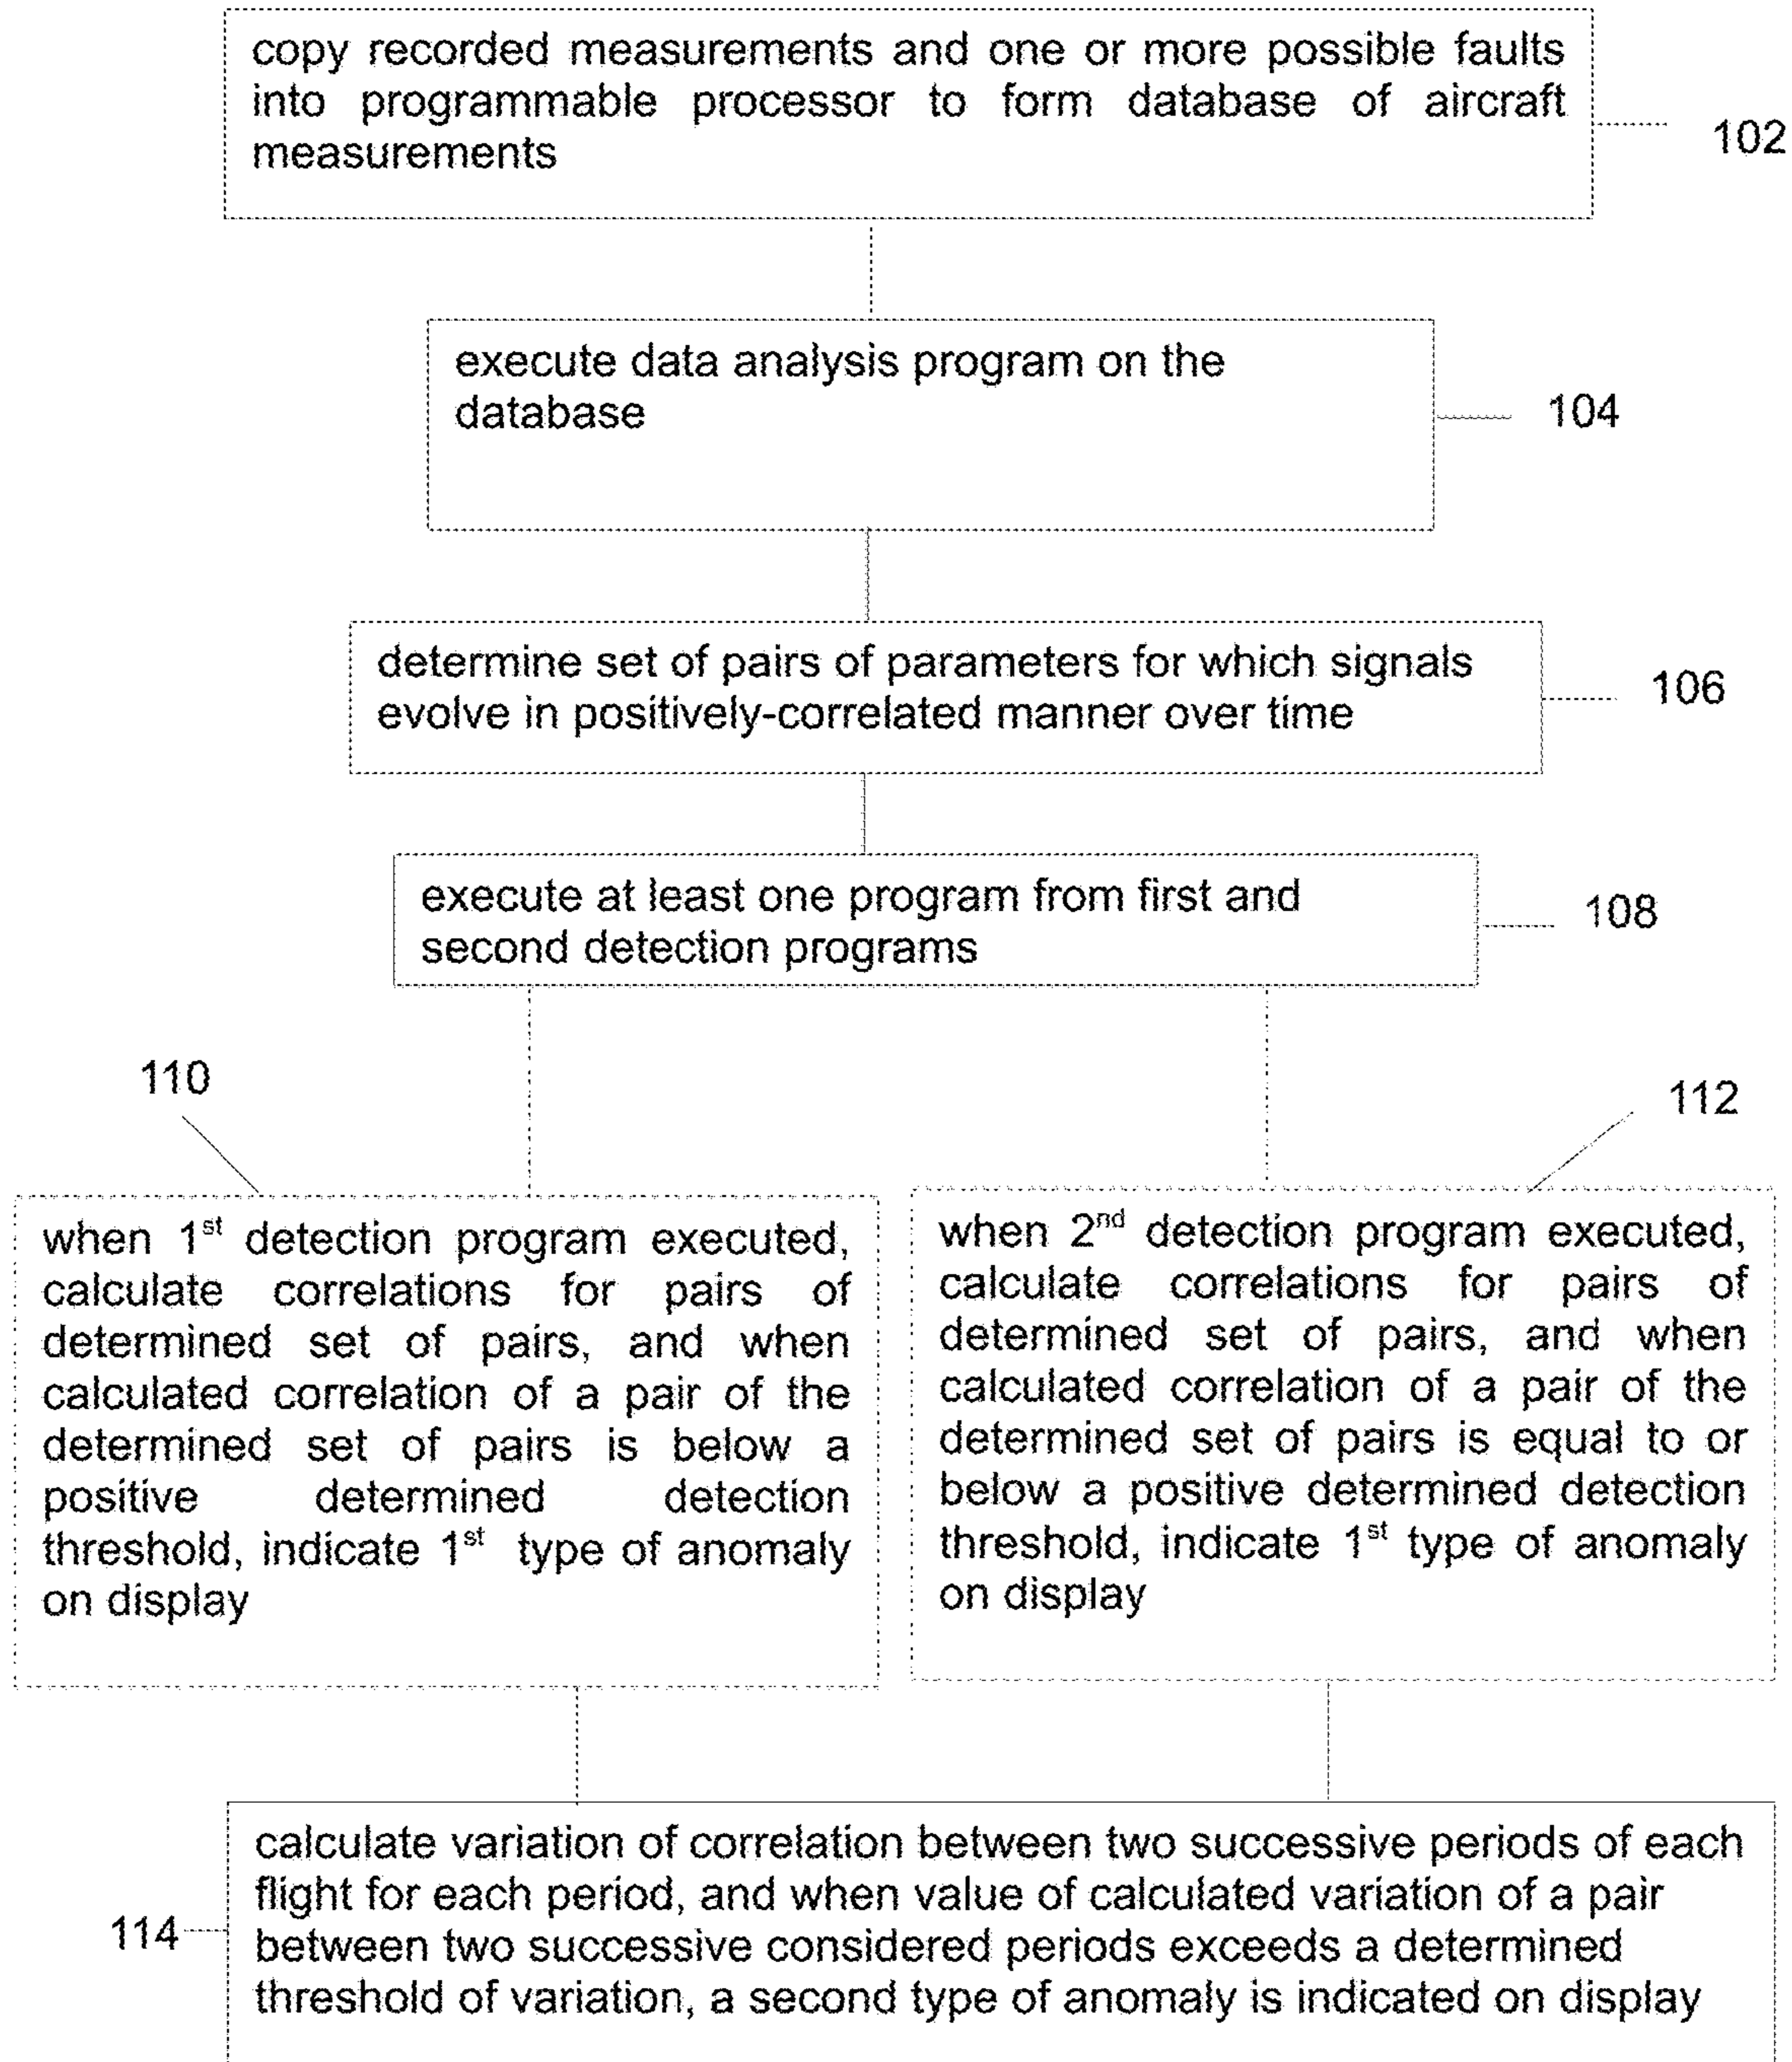 copy recorded measurements and one or more possible faults
into programmable processor to form database of aircraft
measurements
102
execute data analysis program on the
database
104
determine set of pairs of parameters for which signals
evolve in positively-correlated manner over time
106
execute at least one program from first and
second detection programs
108
110
112
when 1st detection program executed,
calculate correlations for pairs of
determined set of pairs, and when
calculated correlation of a pair of the
determined set of pairs is below a
positive determined detection
threshold, indicate 1st type of anomaly
on display
when 2nd detection program executed,
calculate correlations for pairs of
determined set of pairs, and when
calculated correlation of a pair of the
determined set of pairs is equal to or
below a positive determined detection
threshold, indicate 1st type of anomaly
on display
calculate variation of correlation between two successive periods of each
flight for each period, and when value of calculated variation of a pair
between two successive considered periods exceeds a determined
threshold of variation, a second type of anomaly is indicated on display
114